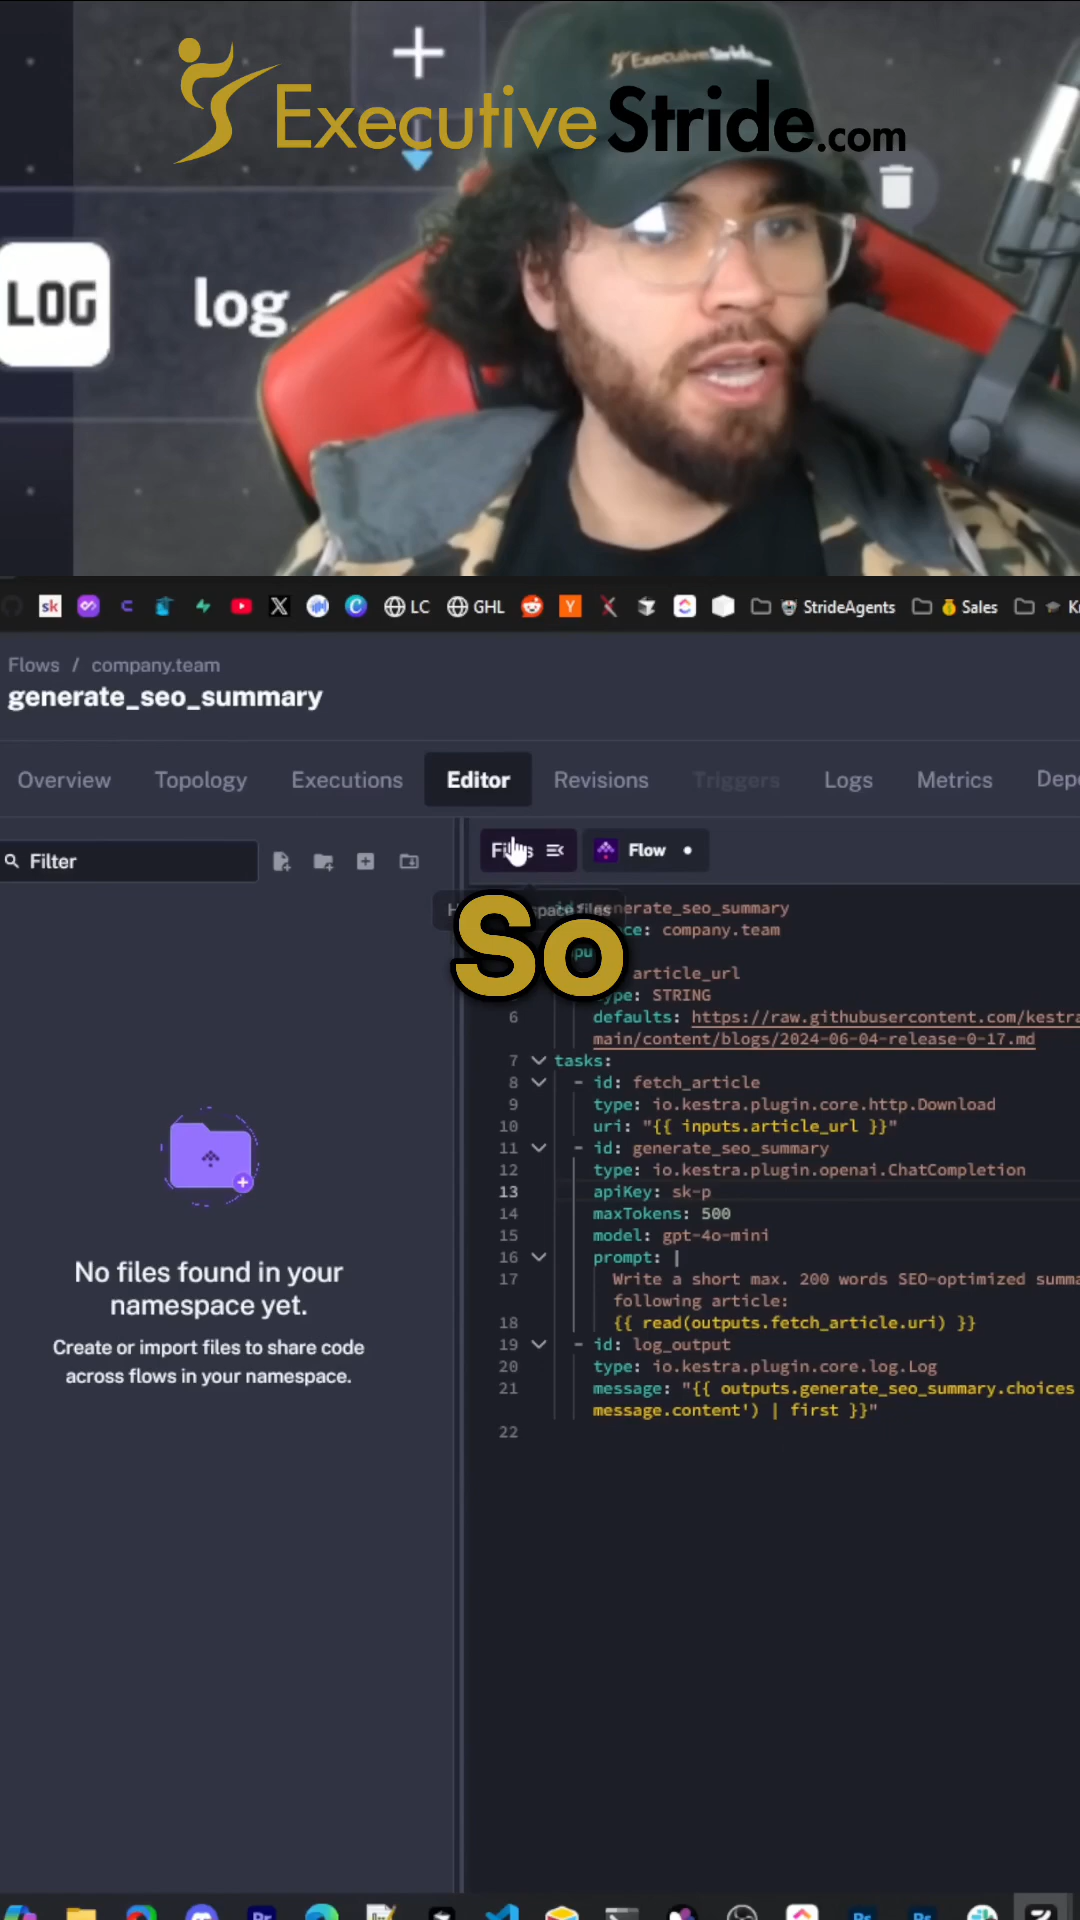 ExecutiveStride.com
ExecutiveStride
LOG
log
sk
LC
GHL
StrideAgents
Sales
Flows / company.team
generate_seo_summary
Overview
Topology
Executions
Editor
Revisions
Triggers
Logs
Metrics
Filter
Flow
So
generate_seo_summary
company.team
article_url
type: STRING
6 defaults: https://raw.githubusercontent.com/kestra
main/content/blogs/2024-06-04-release-0-17.md
7 tasks:
8 - id: fetch_article
9 type: io.kestra.plugin.core.http.Download
10 uri: "{{ inputs.article_url }}"
11 - id: generate_seo_summary
12 type: io.kestra.plugin.openai.ChatCompletion
13 apiKey: sk-p
14 maxTokens: 500
15 model: gpt-4o-mini
16 prompt: |
17 Write a short max. 200 words SEO-optimized summa
following article:
18 {{ read(outputs.fetch_article.uri) }}
19 - id: log_output
20 type: io.kestra.plugin.core.log.Log
21 message: "{{ outputs.generate_seo_summary.choices
message.content') | first }}"
22
No files found in your
namespace yet.
Create or import files to share code
across flows in your namespace.